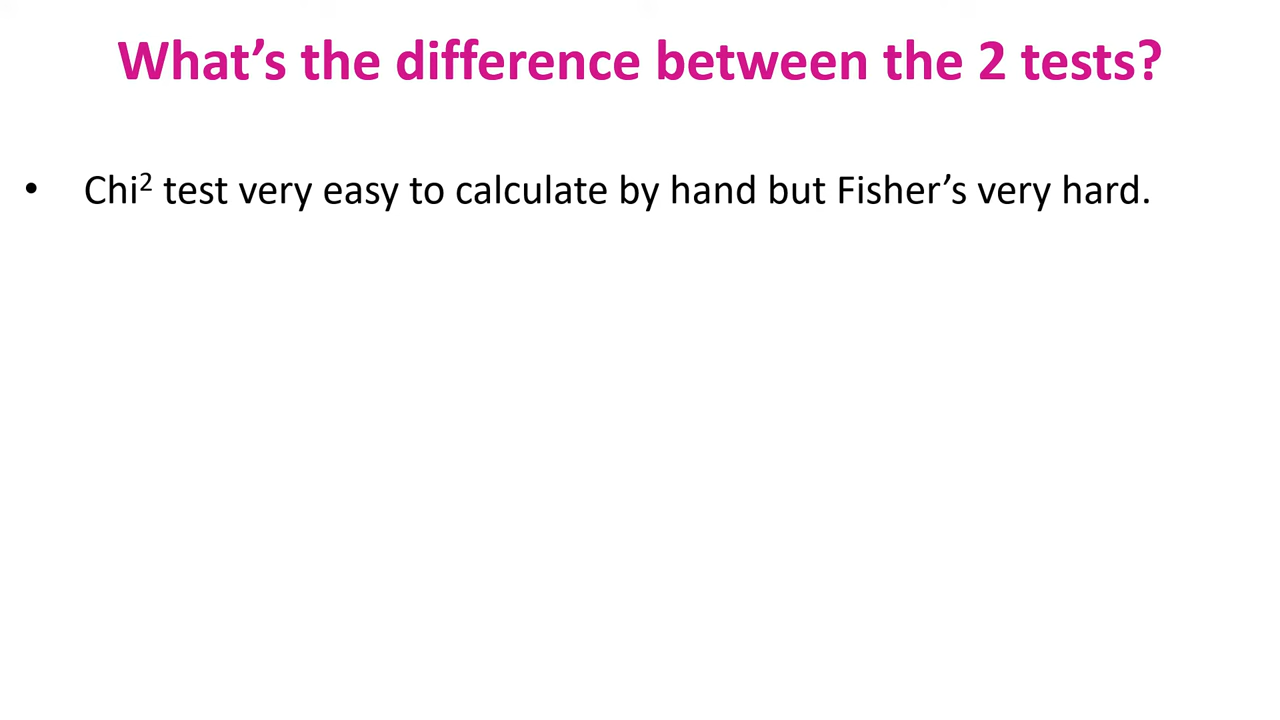 What’s the difference between the 2 tests?
• Chi² test very easy to calculate by hand but Fisher’s very hard.